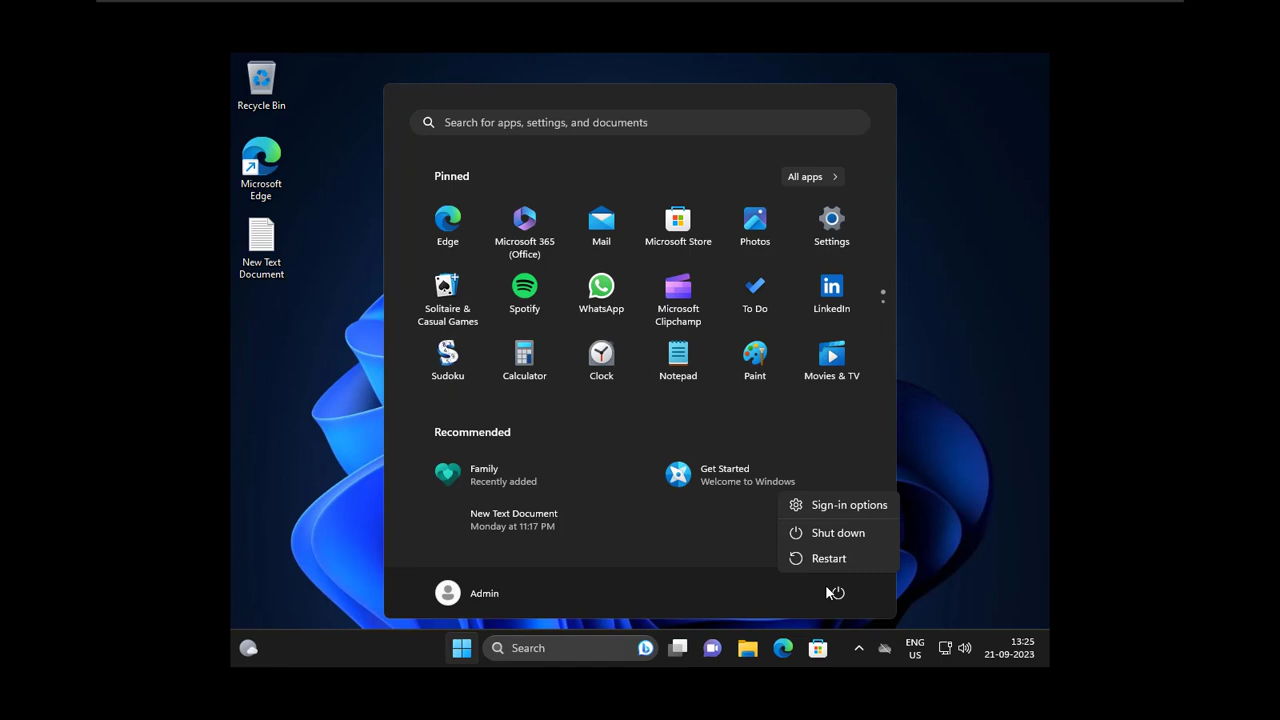 Recycle Bin
Microsoft
Edge
New Text
Document
Search for apps, settings, and documents
Pinned
All apps
Edge
Microsoft 365
(Office)
Mail
Microsoft Store
Photos
Settings
Solitaire &
Casual Games
Spotify
WhatsApp
Microsoft
Clipchamp
To Do
LinkedIn
Sudoku
Calculator
Clock
Notepad
Paint
Movies & TV
Recommended
Family
Recently added
Get Started
Welcome to Windows
New Text Document
Monday at 11:17 PM
Sign-in options
Shut down
Restart
Admin
Search
ENG
US
13:25
21-09-2023